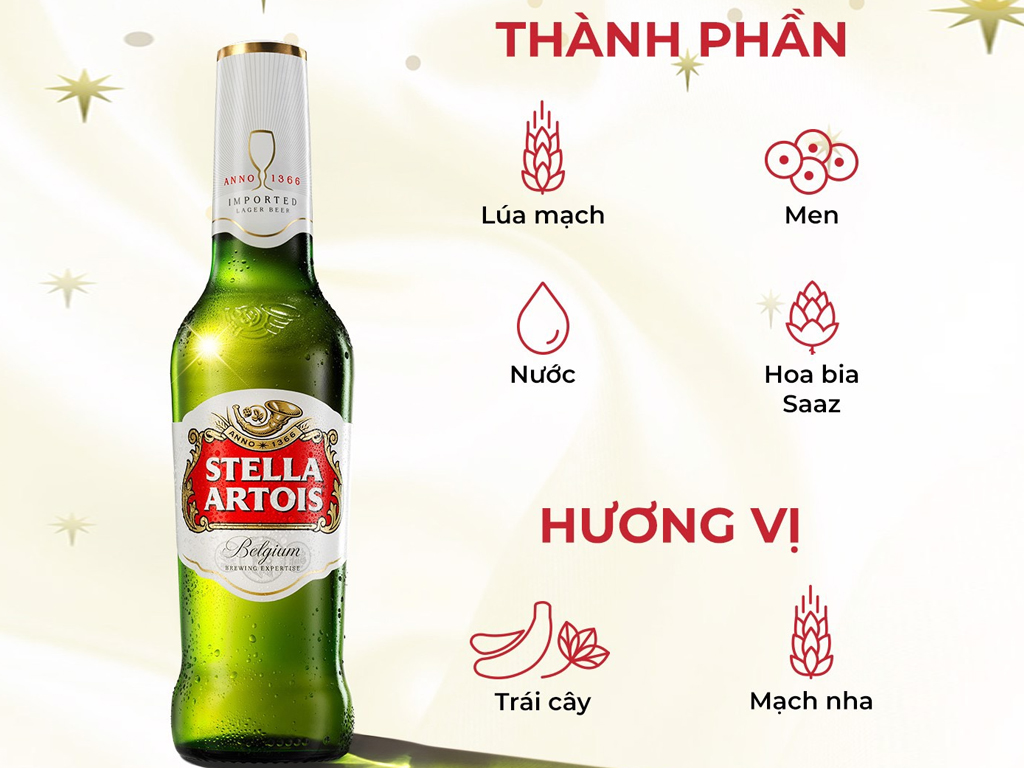 THÀNH PHẦN
Lúa mạch
Men
Nước
Hoa bia
Saaz
HƯƠNG VỊ
Trái cây
Mạch nha
ANNO 1366
IMPORTED
LAGER BEER
ANNO ★ 1366
STELLA
ARTOIS
Belgium
BREWING EXPERTISE